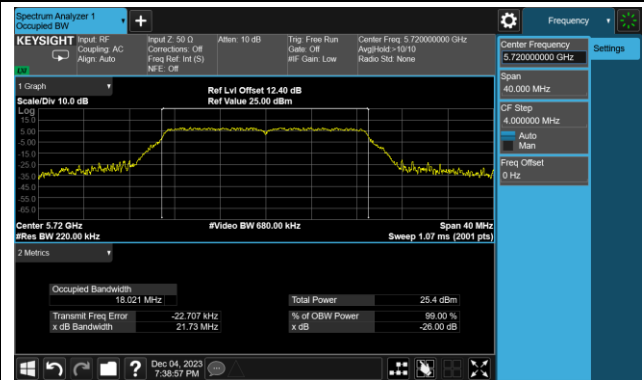 Spectrum Analyzer 1
Occupied BW
Frequency
KEYSIGHT
Input: RF
Coupling: AC
Align: Auto
Input Z: 50 Ω
Corrections: Off
Freq Ref: Int (S)
NFE: Off
Atten: 10 dB
Trig: Free Run
Gate: Off
#IF Gain: Low
Center Freq: 5.720000000 GHz
Avg|Hold:>10/10
Radio Std: None
Center Frequency
5.720000000 GHz
Settings
Span
40.000 MHz
CF Step
4.000000 MHz
Auto
Man
Freq Offset
0 Hz
1 Graph
Scale/Div 10.0 dB
Ref Lvl Offset 12.40 dB
Ref Value 25.00 dBm
Log
15.0
5.00
-5.00
-15.0
-25.0
-35.0
-45.0
-55.0
-65.0
Center 5.72 GHz
#Res BW 220.00 kHz
#Video BW 680.00 kHz
Span 40 MHz
Sweep 1.07 ms (2001 pts)
2 Metrics
Occupied Bandwidth
18.021 MHz
Total Power
25.4 dBm
Transmit Freq Error
-22.707 kHz
% of OBW Power
99.00 %
x dB Bandwidth
21.73 MHz
x dB
-26.00 dB
?
Dec 04, 2023
7:38:57 PM